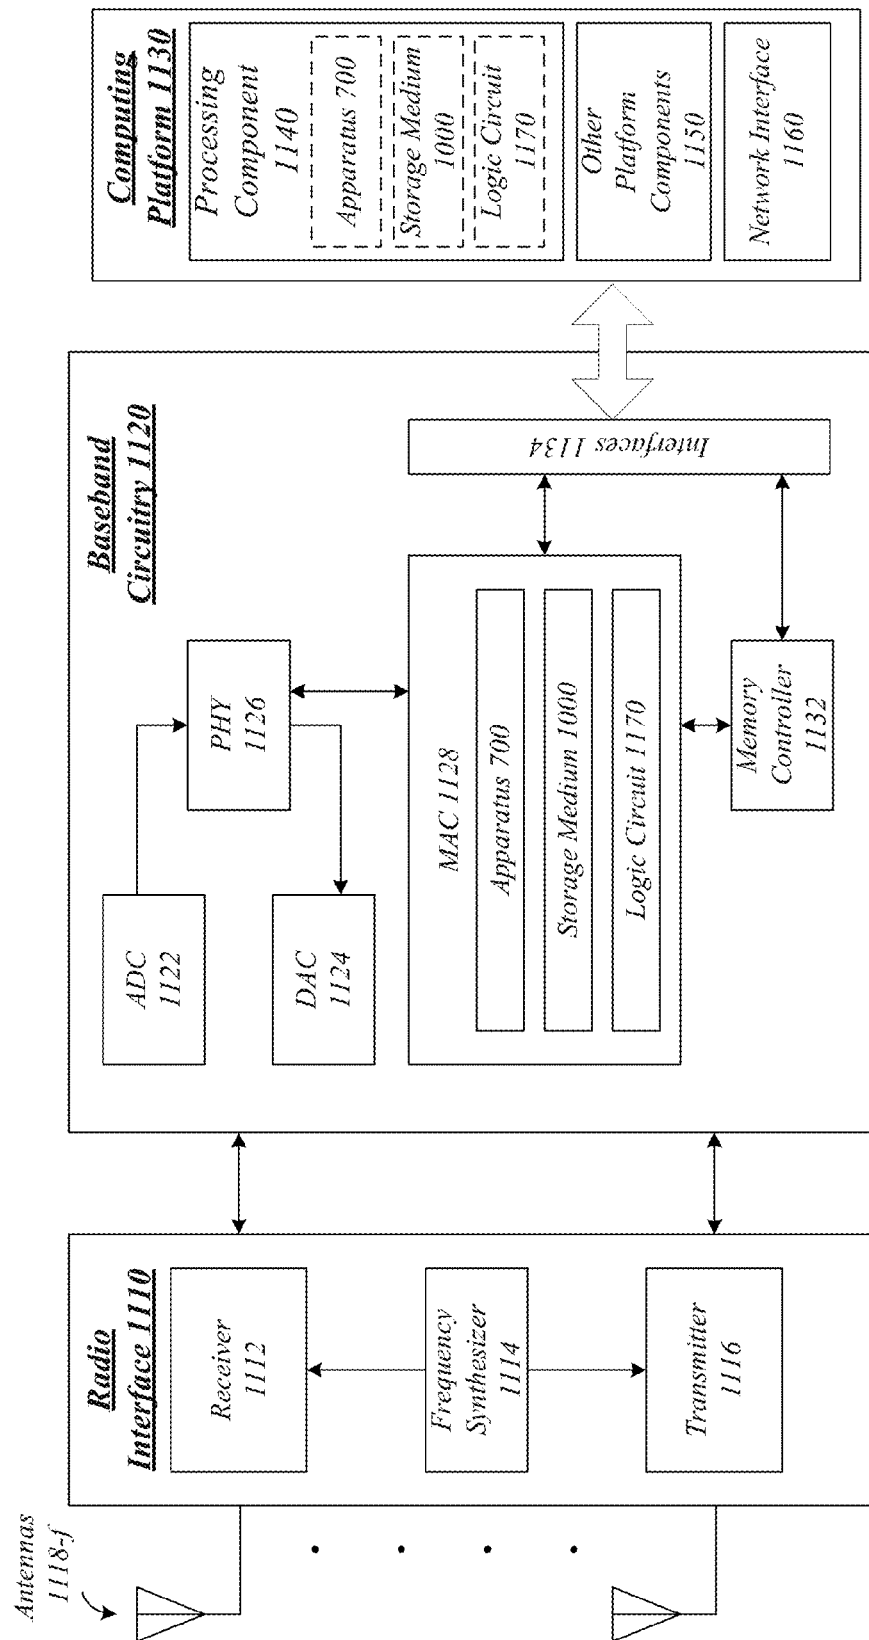 Antennas
1118-f
Radio
Interface 1110
Receiver
1112
Frequency
Synthesizer
1114
Transmitter
1116
Baseband
Circuitry 1120
ADC
1122
DAC
1124
PHY
1126
MAC 1128
Apparatus 700
Storage Medium 1000
Logic Circuit 1170
Memory
Controller
1132
Interfaces 1134
Computing
Platform 1130
Processing
Component
1140
Apparatus 700
Storage Medium
1000
Logic Circuit
1170
Other
Platform
Components
1150
Network Interface
1160